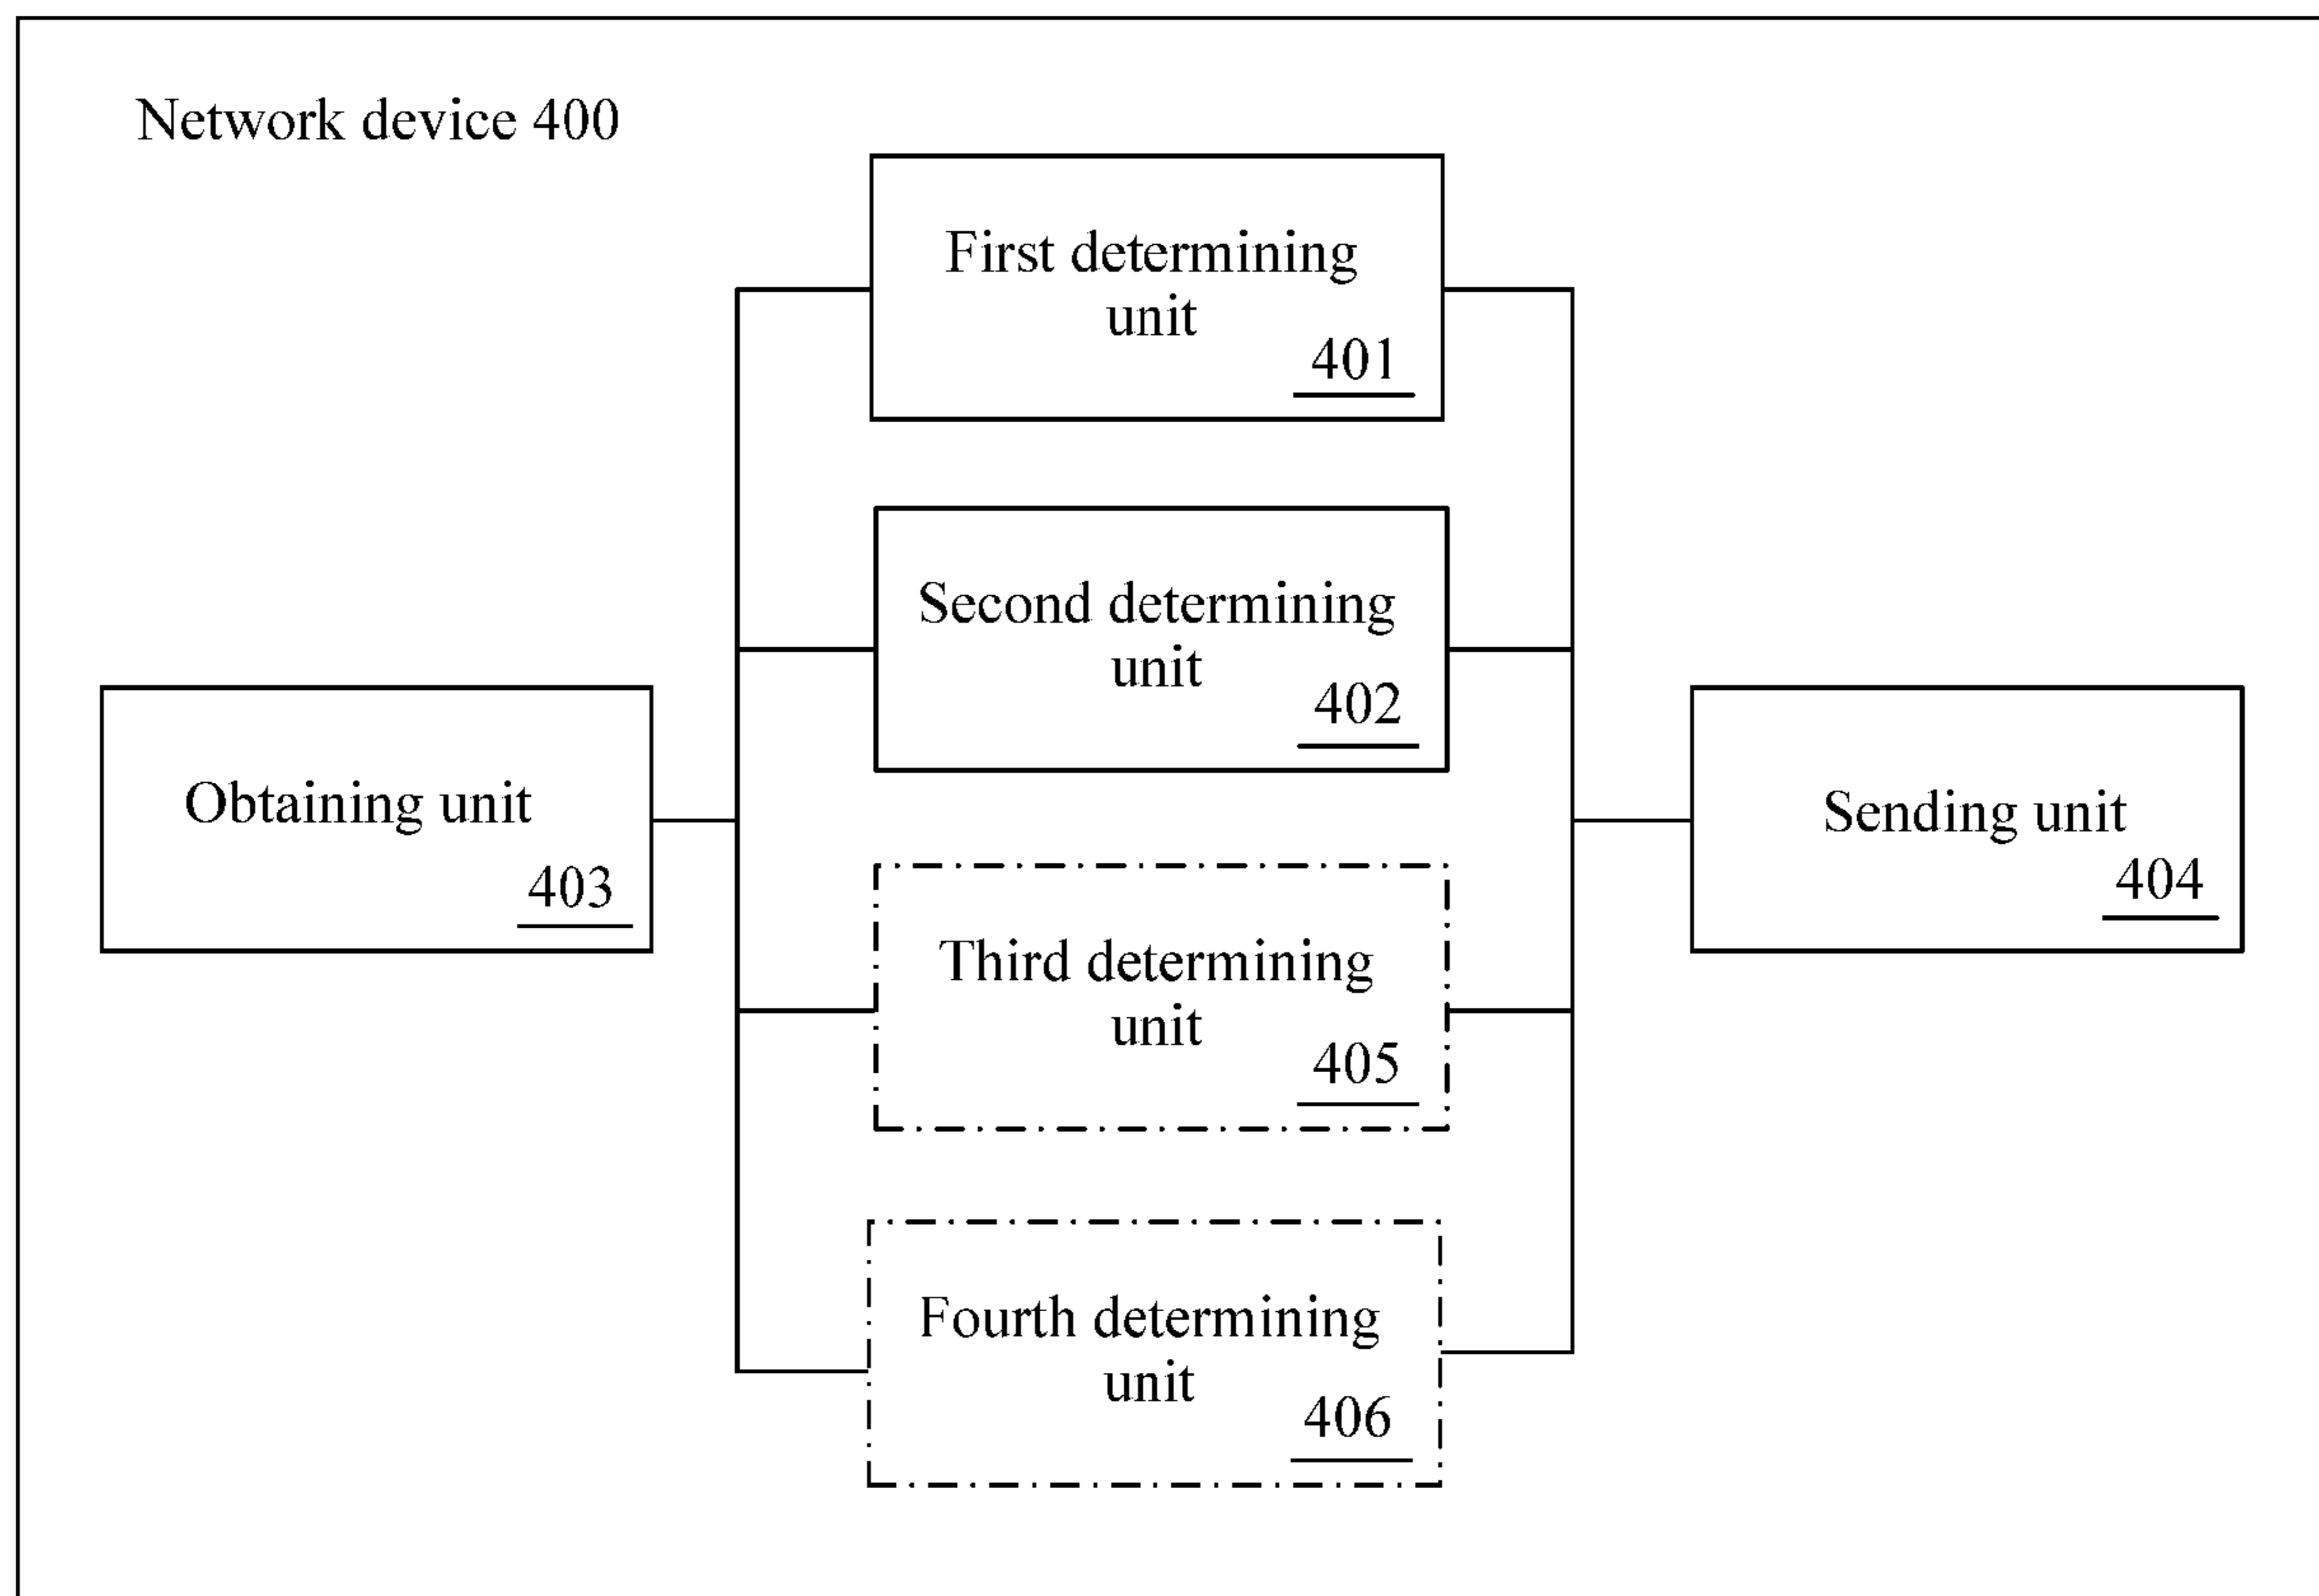 Network device 400
First determining
unit
401
Second determining
unit
402
Obtaining unit
403
Sending unit
404
Third determining
unit
405
Fourth determining
unit
406